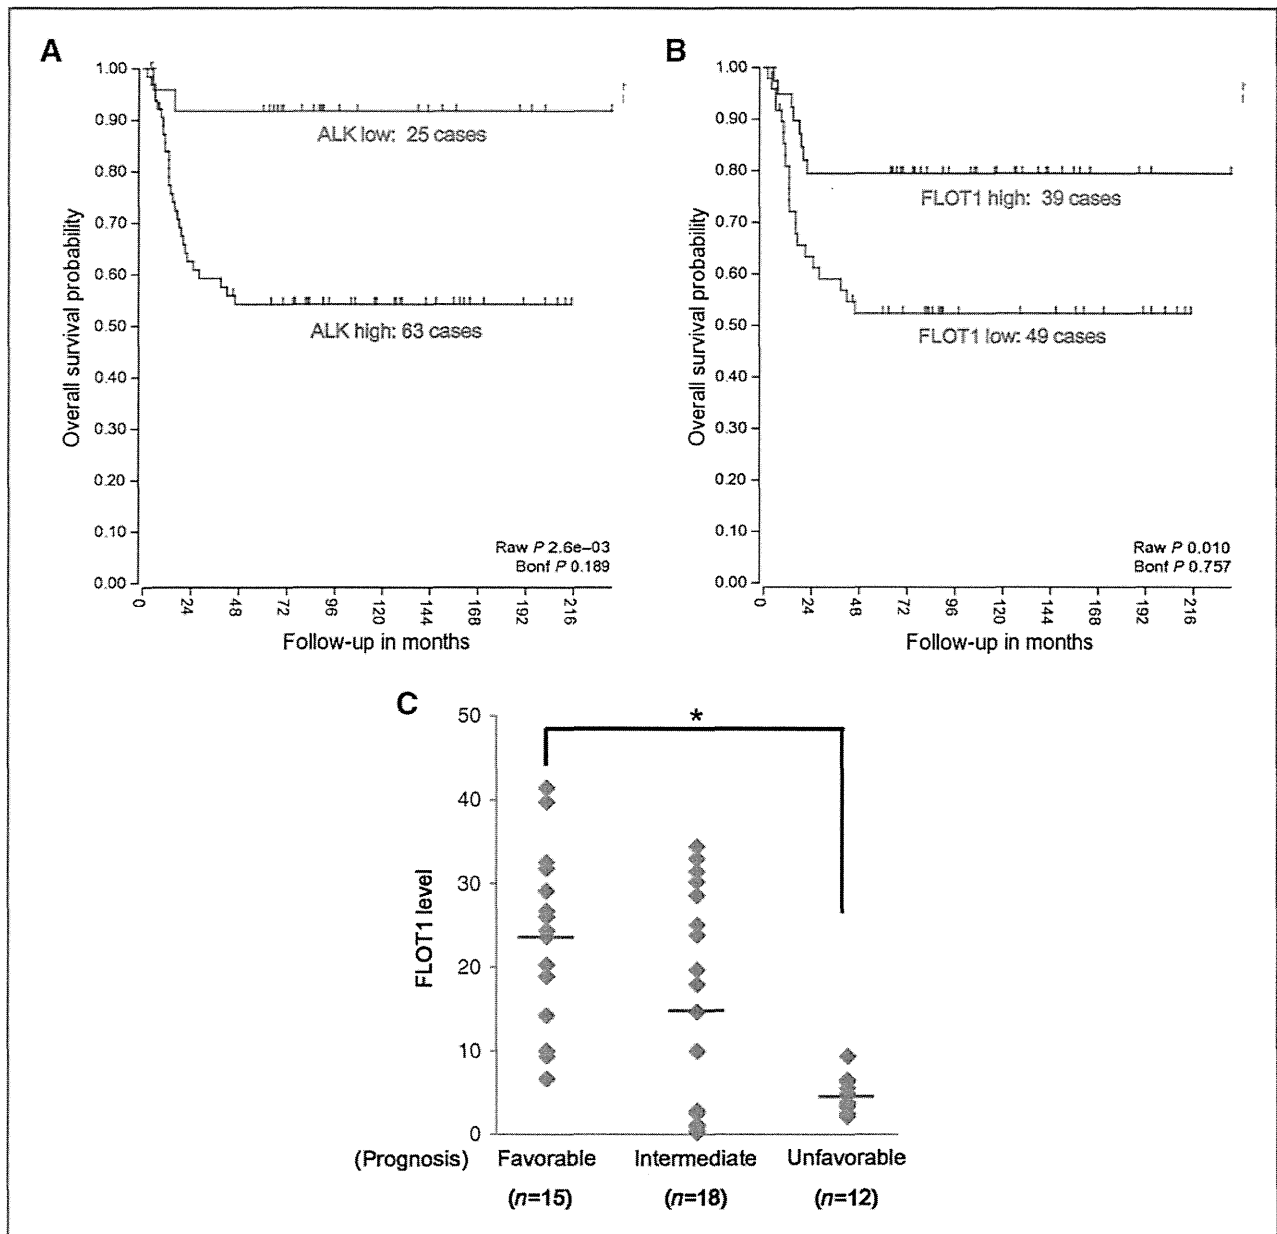 A
1.00
0.90
0.80
0.70
0.60
0.50
0.40
0.30
0.20
0.10
0.00
Overall survival probability
ALK low: 25 cases
ALK high: 63 cases
Raw P 2.6e–03
Bonf P 0.189
0 24 48 72 96 120 144 168 192 216
Follow-up in months
B
1.00
0.90
0.80
0.70
0.60
0.50
0.40
0.30
0.20
0.10
0.00
Overall survival probability
FLOT1 high: 39 cases
FLOT1 low: 49 cases
Raw P 0.010
Bonf P 0.757
0 24 48 72 96 120 144 168 192 216
Follow-up in months
C
50
40
30
20
10
0
FLOT1 level
*
(Prognosis) Favorable Intermediate Unfavorable
(n=15) (n=18) (n=12)